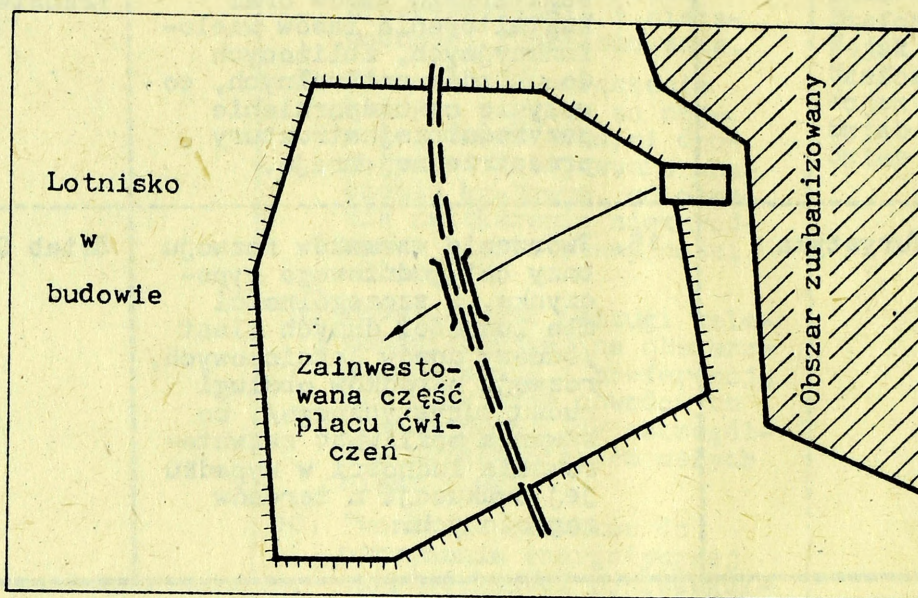 Lotnisko
w
budowie
Zainwesto-
wana część
placu ćwi-
czeń
Obszar zurbanizowany